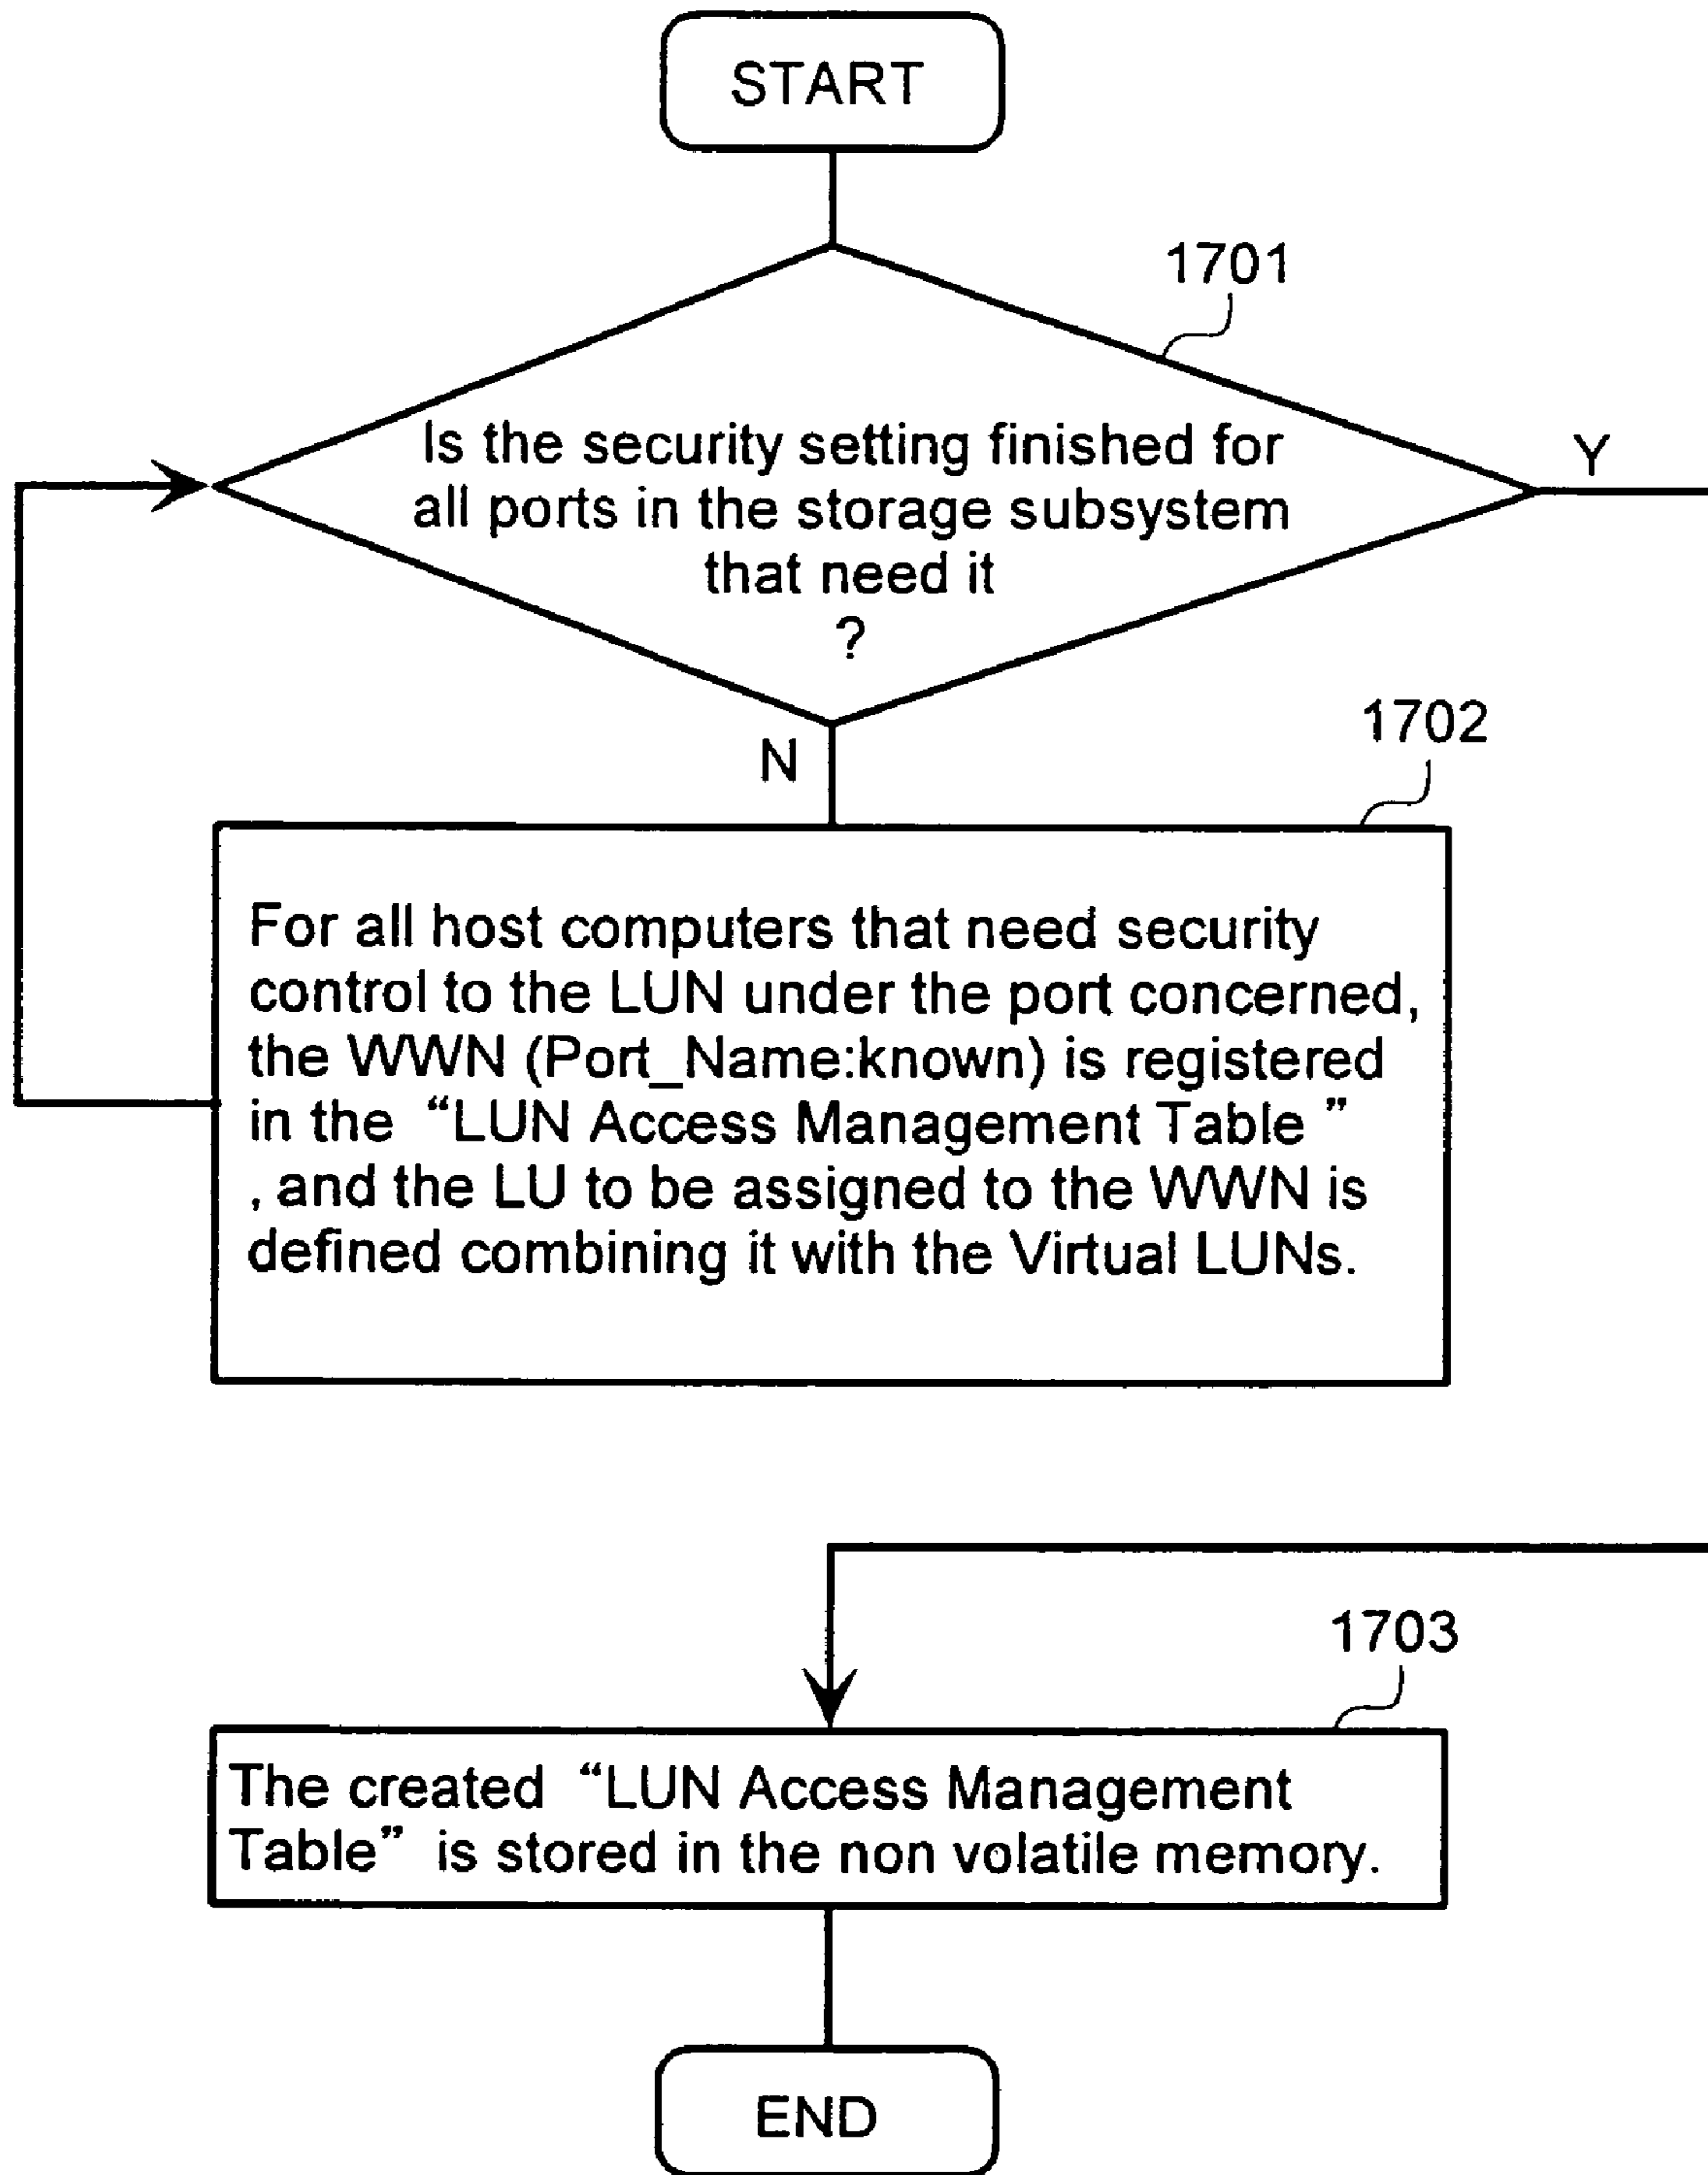 START
1701
Is the security setting finished for
all ports in the storage subsystem
that need it
?
Y
N
1702
For all host computers that need security
control to the LUN under the port concerned,
the WWN (Port_Name:known) is registered
in the “LUN Access Management Table ”
, and the LU to be assigned to the WWN is
defined combining it with the Virtual LUNs.
1703
The created “LUN Access Management
Table” is stored in the non volatile memory.
END